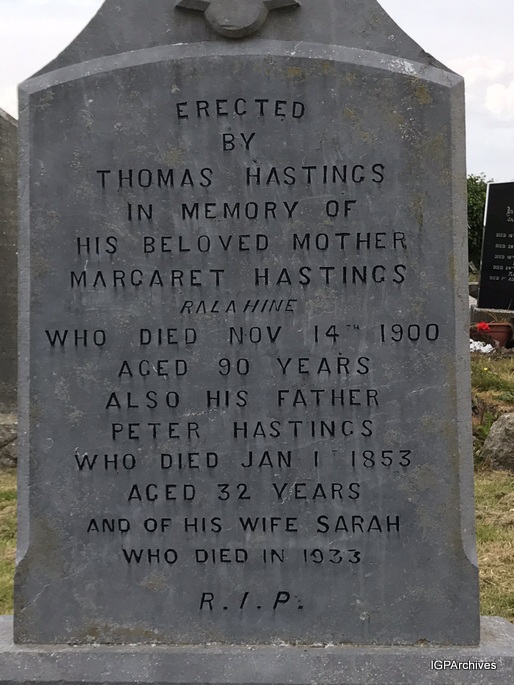 ERECTED
BY
THOMAS HASTINGS
IN MEMORY OF
HIS BELOVED MOTHER
MARGARET HASTINGS
RALAHINE
WHO DIED NOV 14TH 1900
AGED 90 YEARS
ALSO HIS FATHER
PETER HASTINGS
WHO DIED JAN 1ST 1853
AGED 32 YEARS
AND OF HIS WIFE SARAH
WHO DIED IN 1933
R.I.P.
IGPArchives